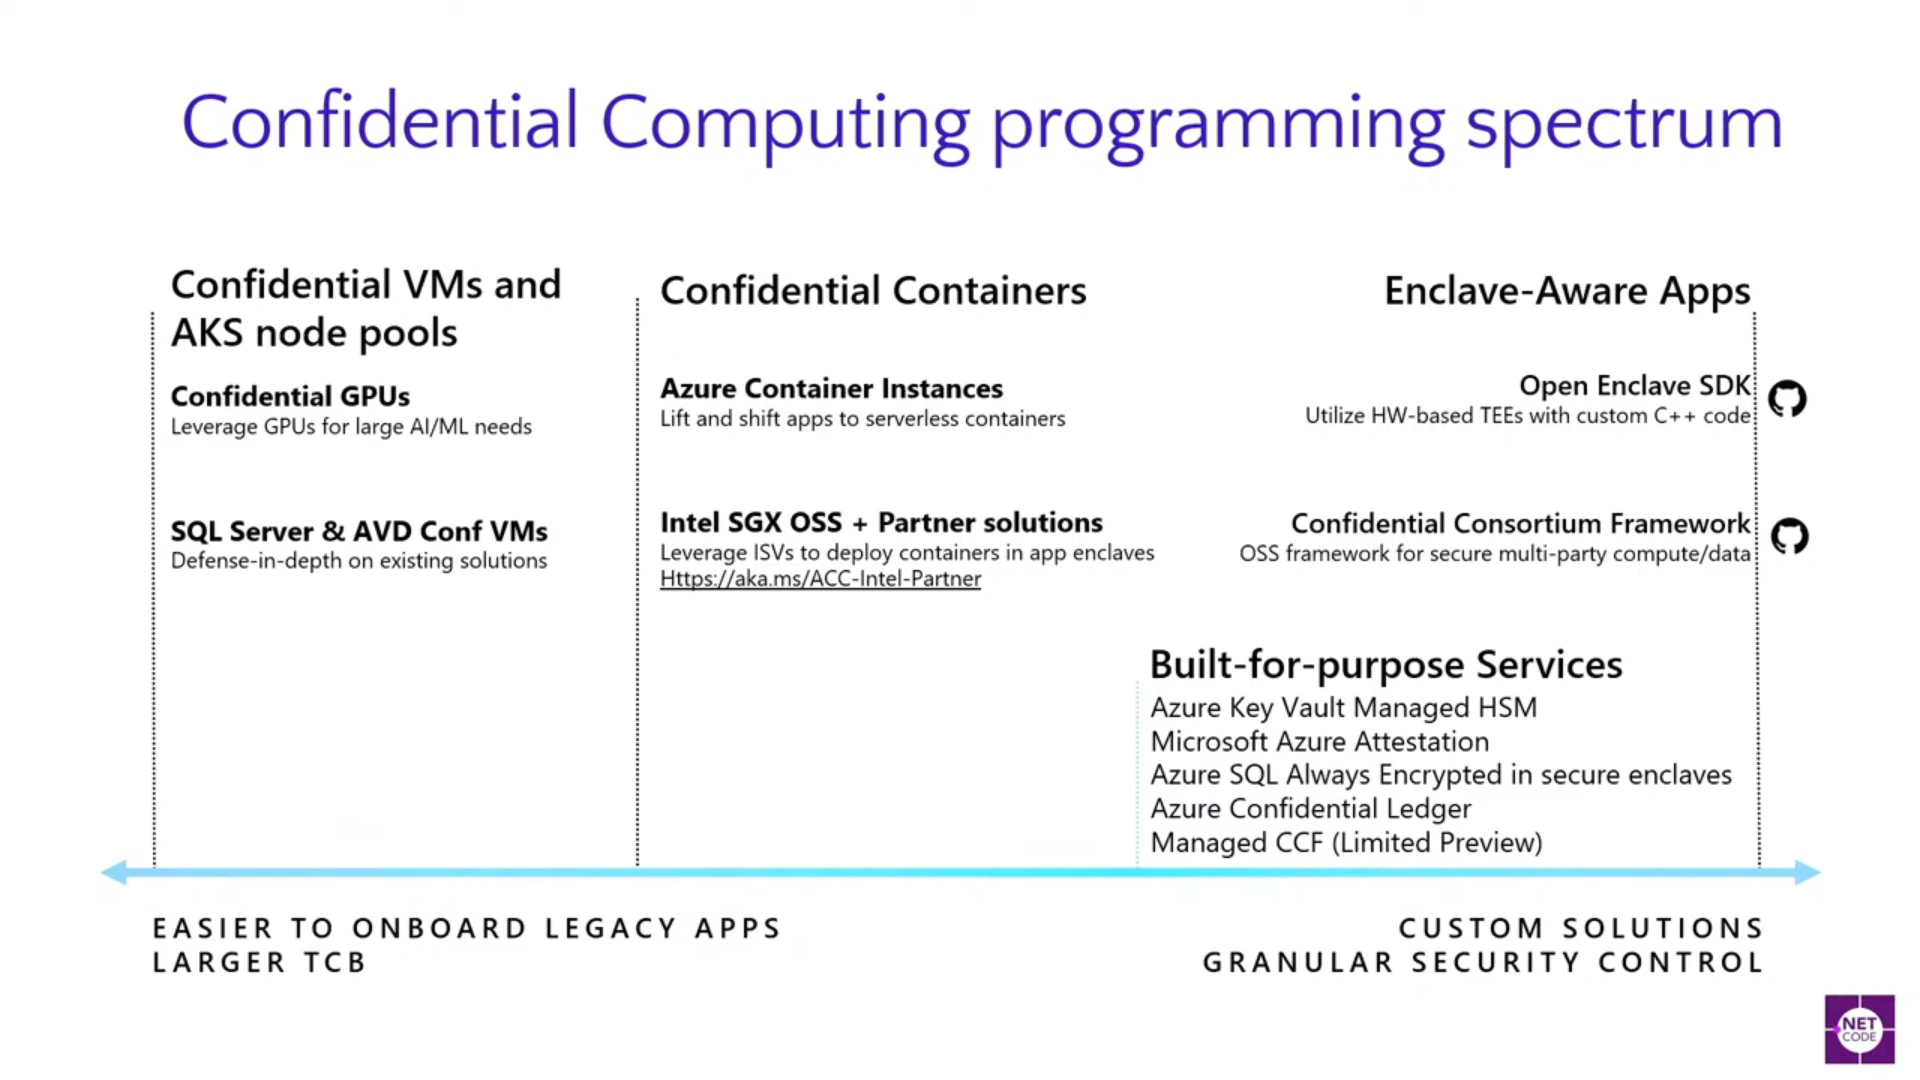 Confidential Computing programming spectrum
Confidential VMs and
AKS node pools
Confidential GPUs
Leverage GPUs for large AI/ML needs
SQL Server & AVD Conf VMs
Defense-in-depth on existing solutions
Confidential Containers
Azure Container Instances
Lift and shift apps to serverless containers
Intel SGX OSS + Partner solutions
Leverage ISVs to deploy containers in app enclaves
Https://aka.ms/ACC-Intel-Partner
Enclave-Aware Apps
Open Enclave SDK
Utilize HW-based TEEs with custom C++ code
Confidential Consortium Framework
OSS framework for secure multi-party compute/data
Built-for-purpose Services
Azure Key Vault Managed HSM
Microsoft Azure Attestation
Azure SQL Always Encrypted in secure enclaves
Azure Confidential Ledger
Managed CCF (Limited Preview)
EASIER TO ONBOARD LEGACY APPS
LARGER TCB
CUSTOM SOLUTIONS
GRANULAR SECURITY CONTROL
NET
CODE